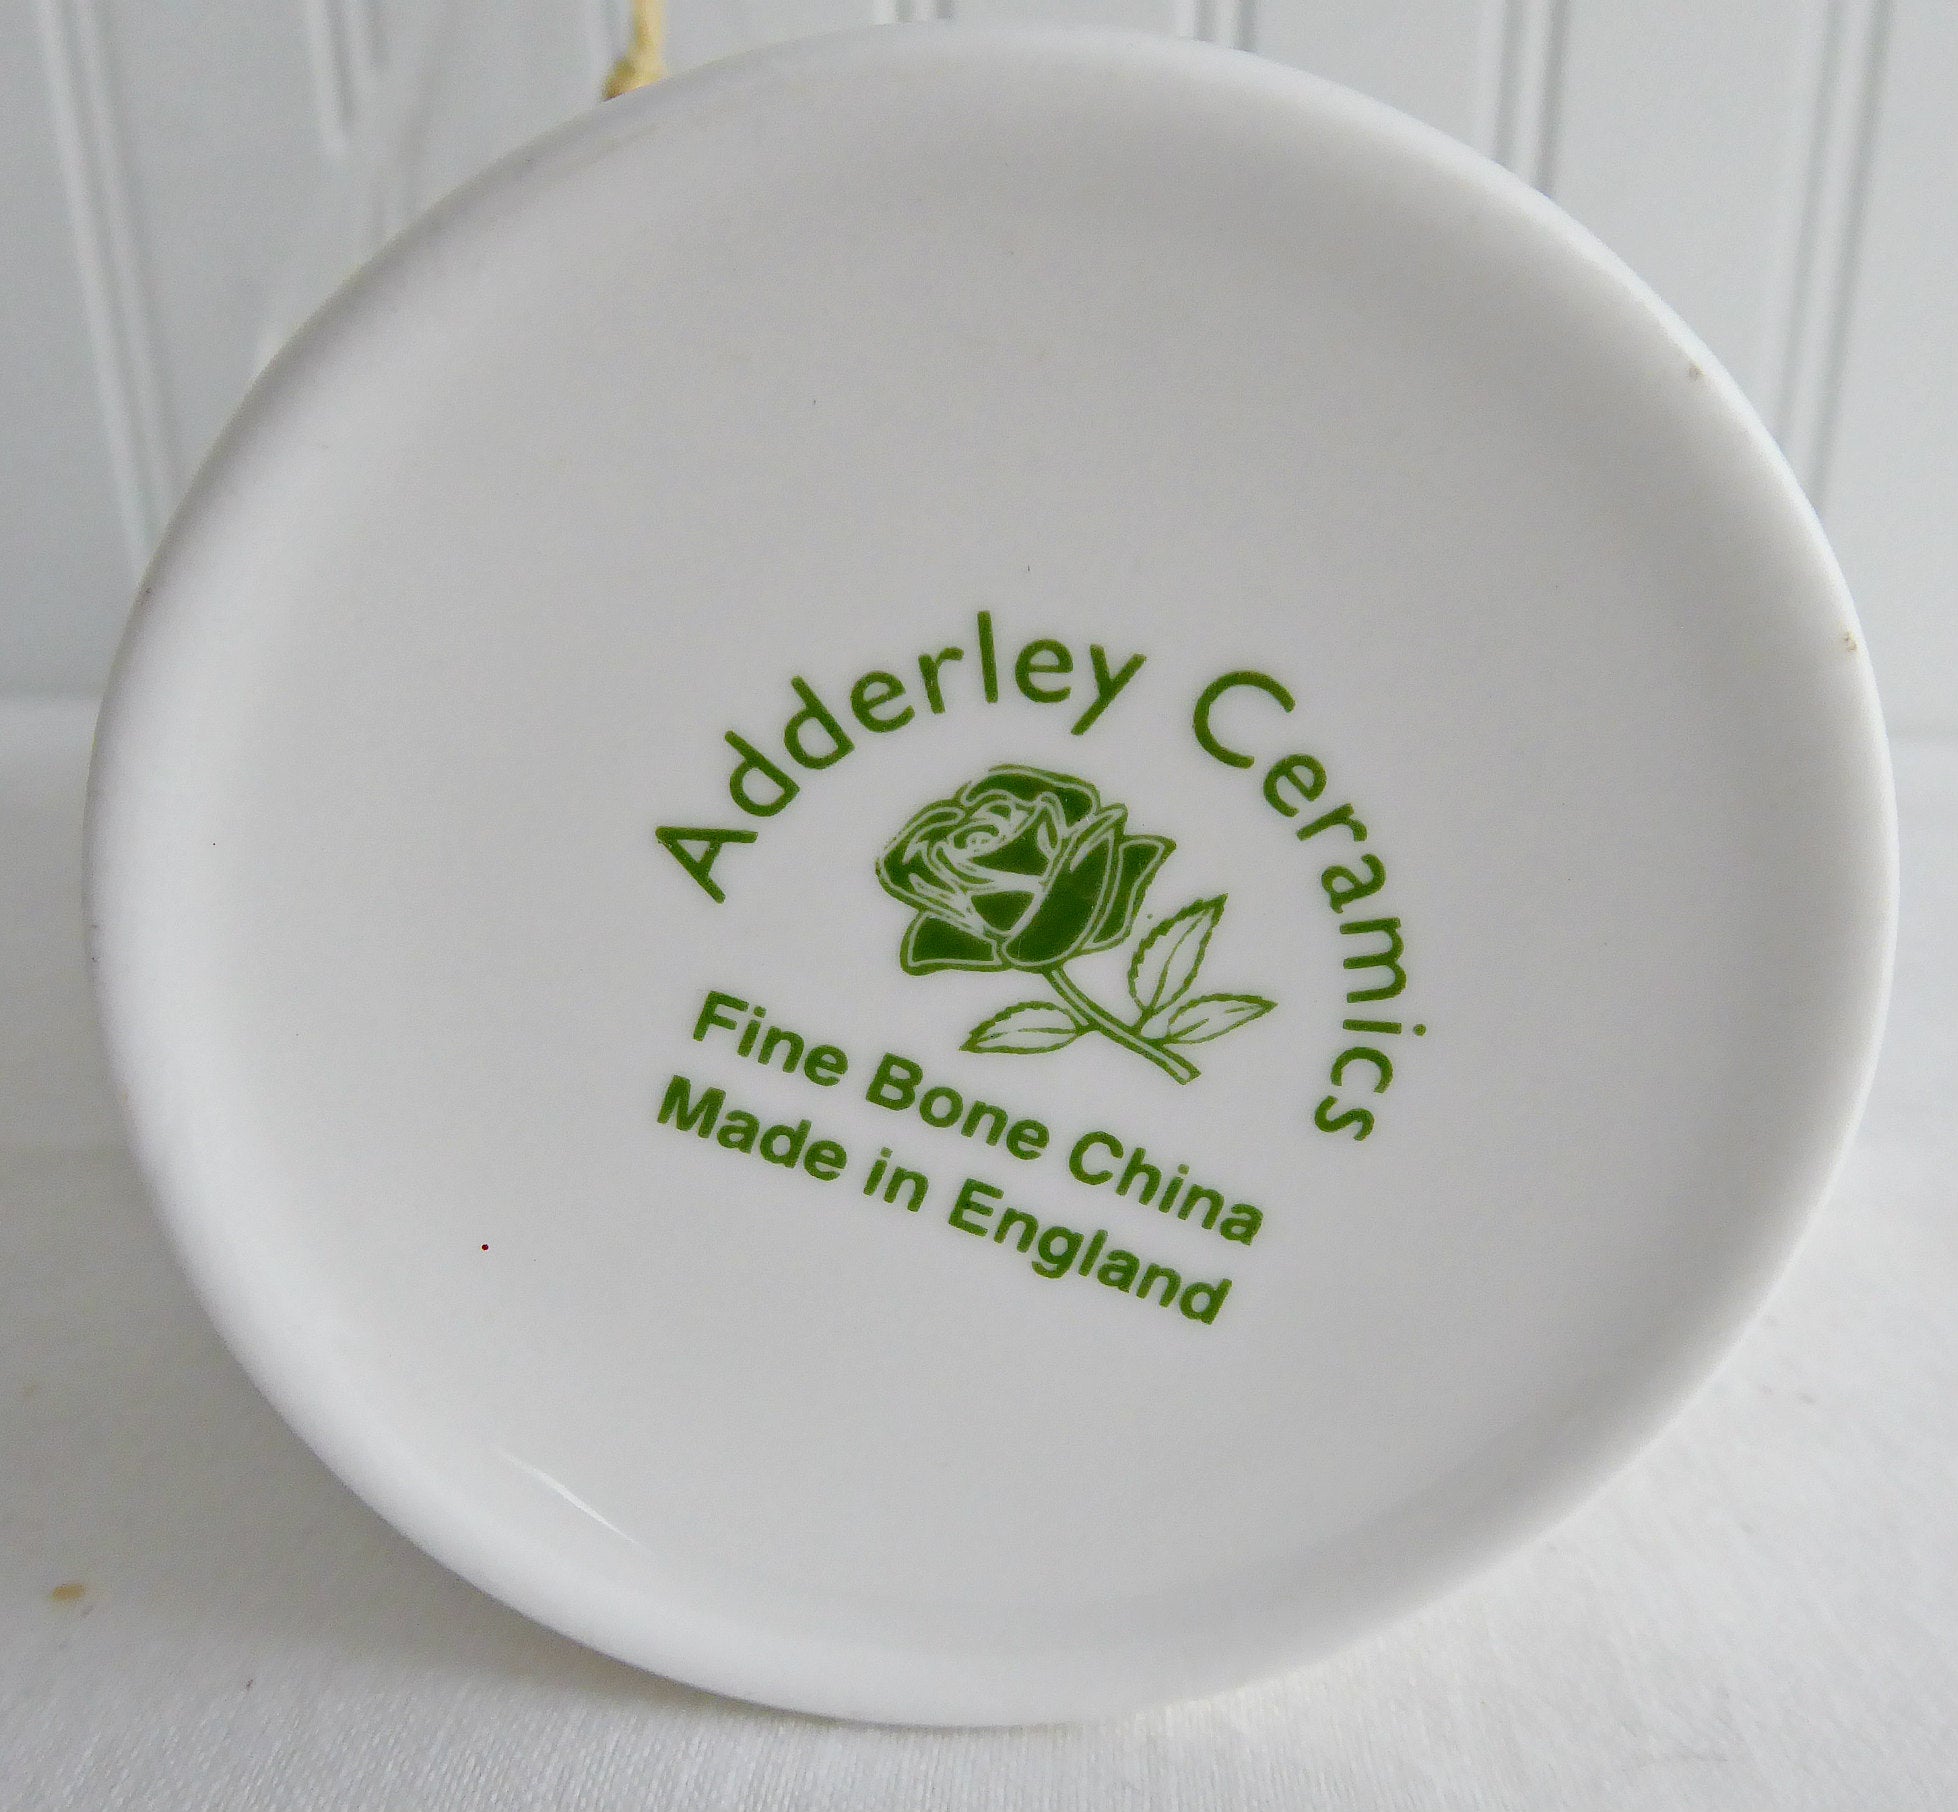 Adderley Ceramics
Fine Bone China
Made in England